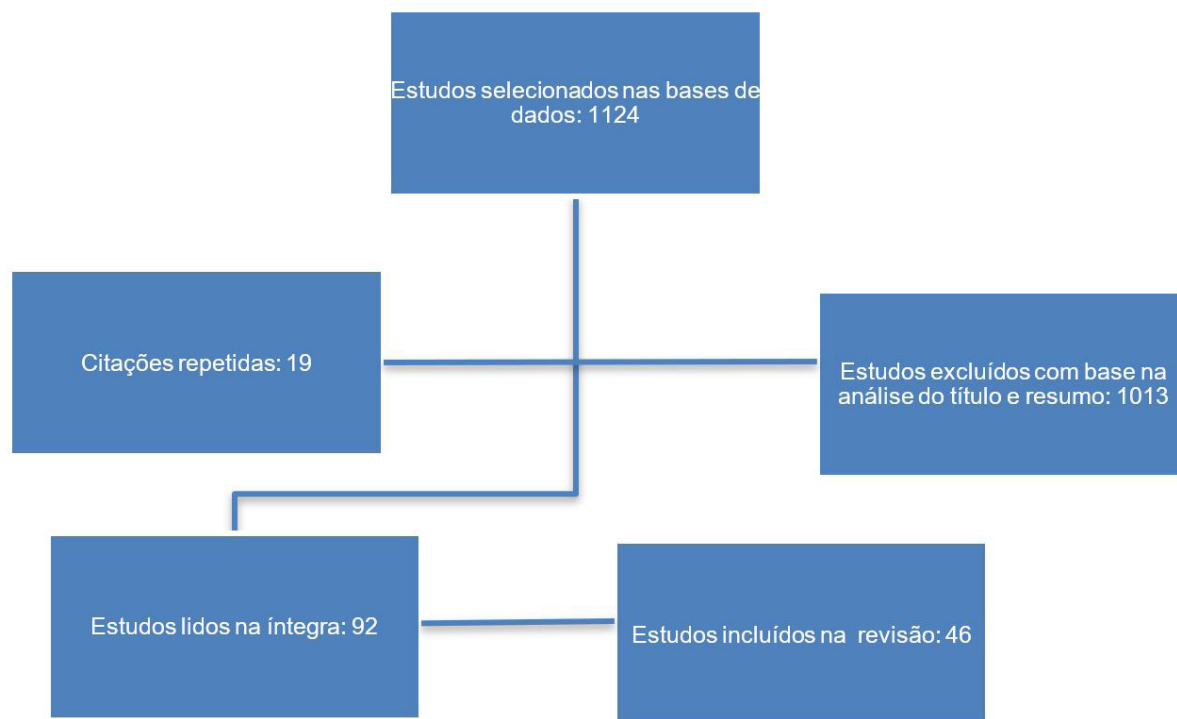 Estudos selecionados nas bases de
dados: 1124
Citações repetidas: 19
Estudos excluídos com base na
análise do título e resumo: 1013
Estudos lidos na íntegra: 92
Estudos incluídos na revisão: 46